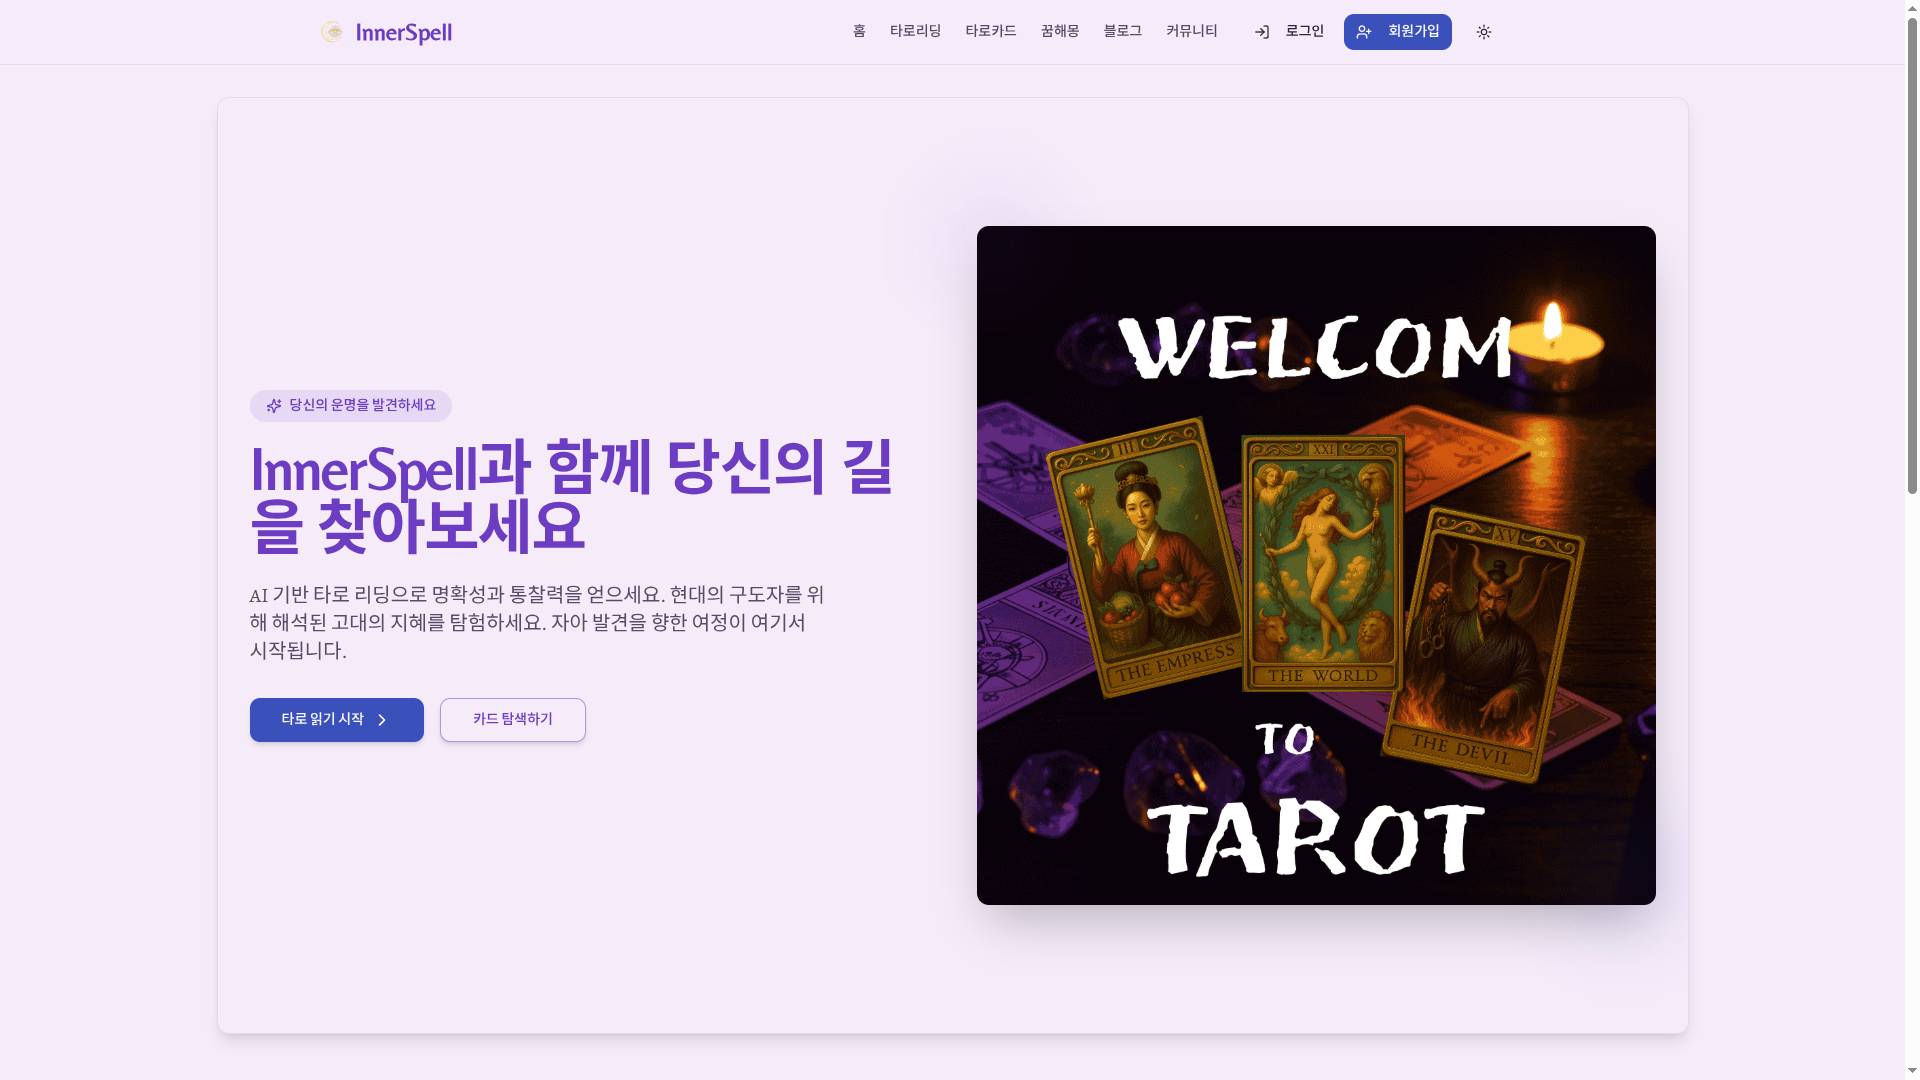 InnerSpell
홈
타로리딩
타로카드
꿈해몽
블로그
커뮤니티
로그인
회원가입
당신의 운명을 발견하세요
InnerSpell과 함께 당신의 길
을 찾아보세요
AI 기반 타로 리딩으로 명확성과 통찰력을 얻으세요. 현대의 구도자를 위
해 해석된 고대의 지혜를 탐험하세요. 자아 발견을 향한 여정이 여기서
시작됩니다.
타로 읽기 시작
카드 탐색하기
WELCOM
III
THE EMPRESS
XXI
THE WORLD
XV
THE DEVIL
TO
TAROT